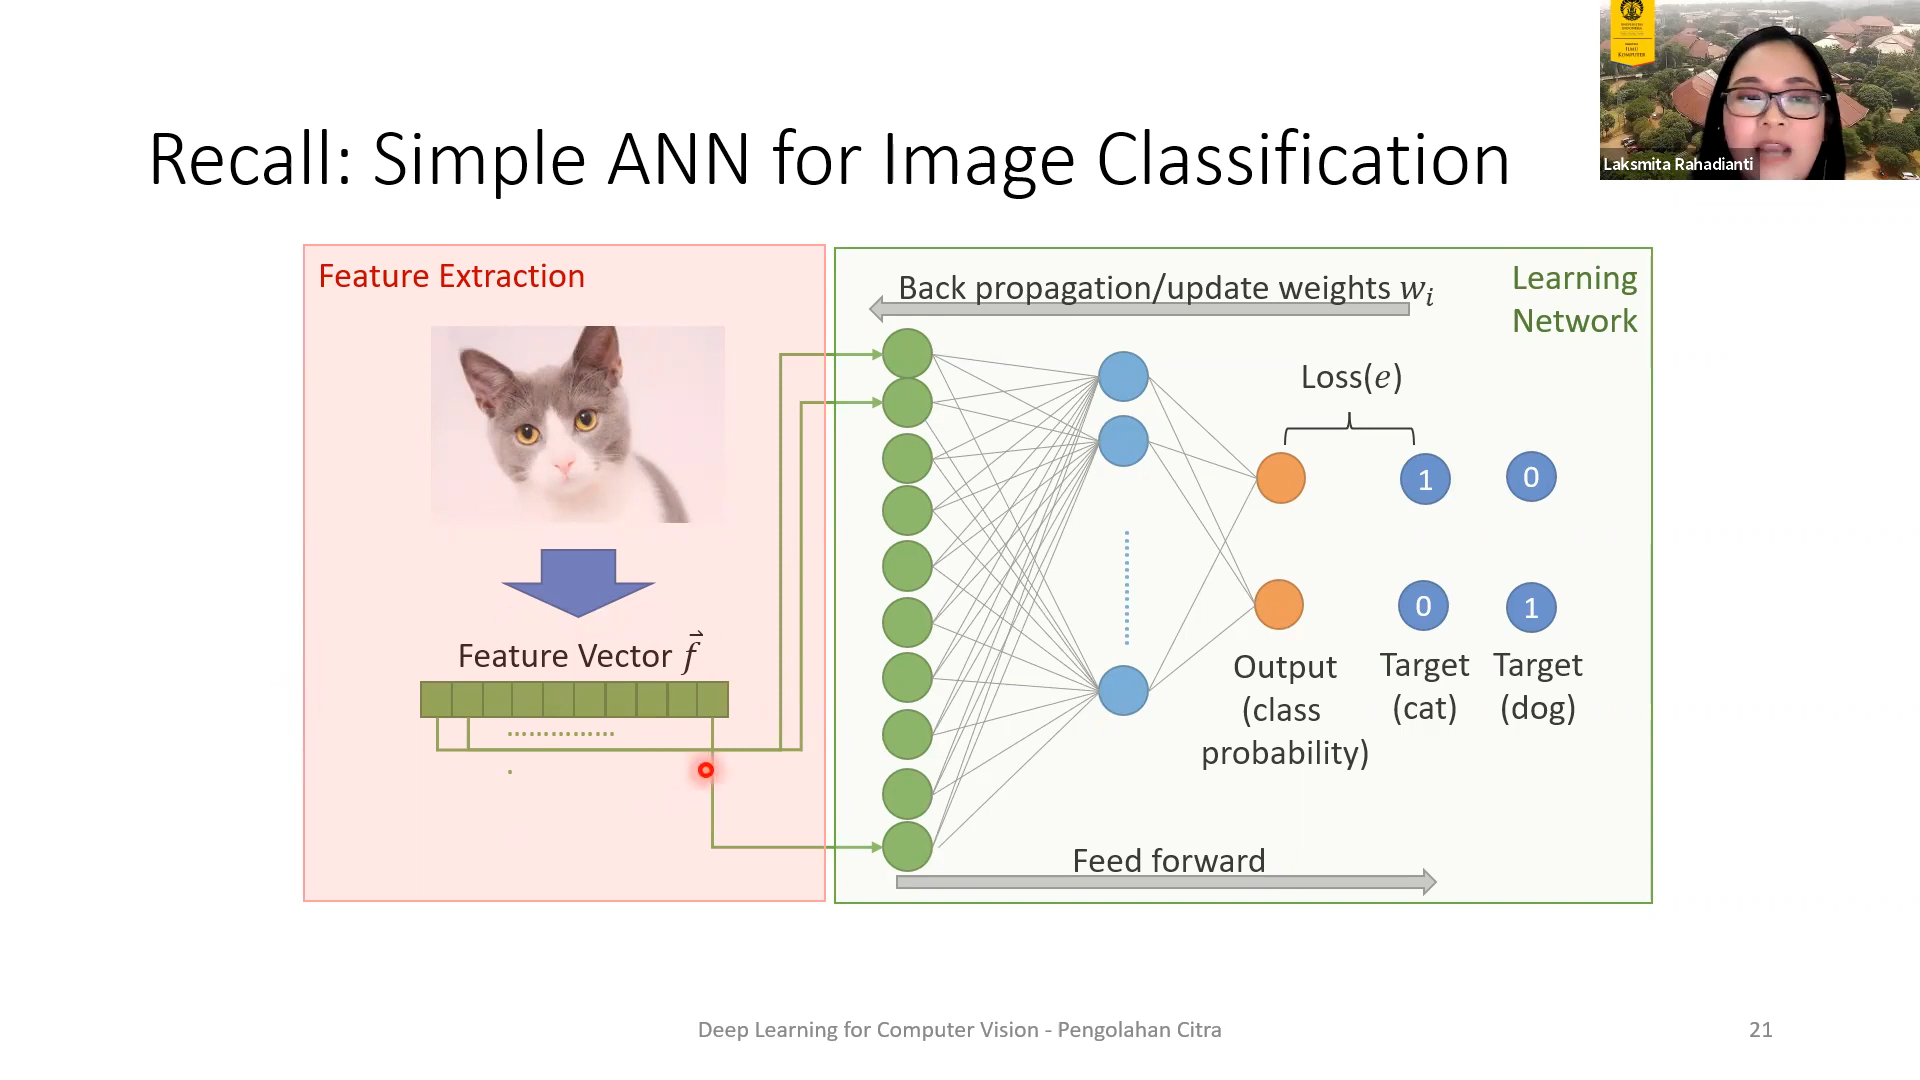 Recall: Simple ANN for Image Classification
Laksmita Rahadianti
ILMU
KOMPUTER
Feature Extraction
Feature Vector f⃗
Back propagation/update weights wᵢ
Learning
Network
Loss(e)
1 0
0 1
Output
(class
probability)
Target
(cat)
Target
(dog)
Feed forward
Deep Learning for Computer Vision - Pengolahan Citra
21